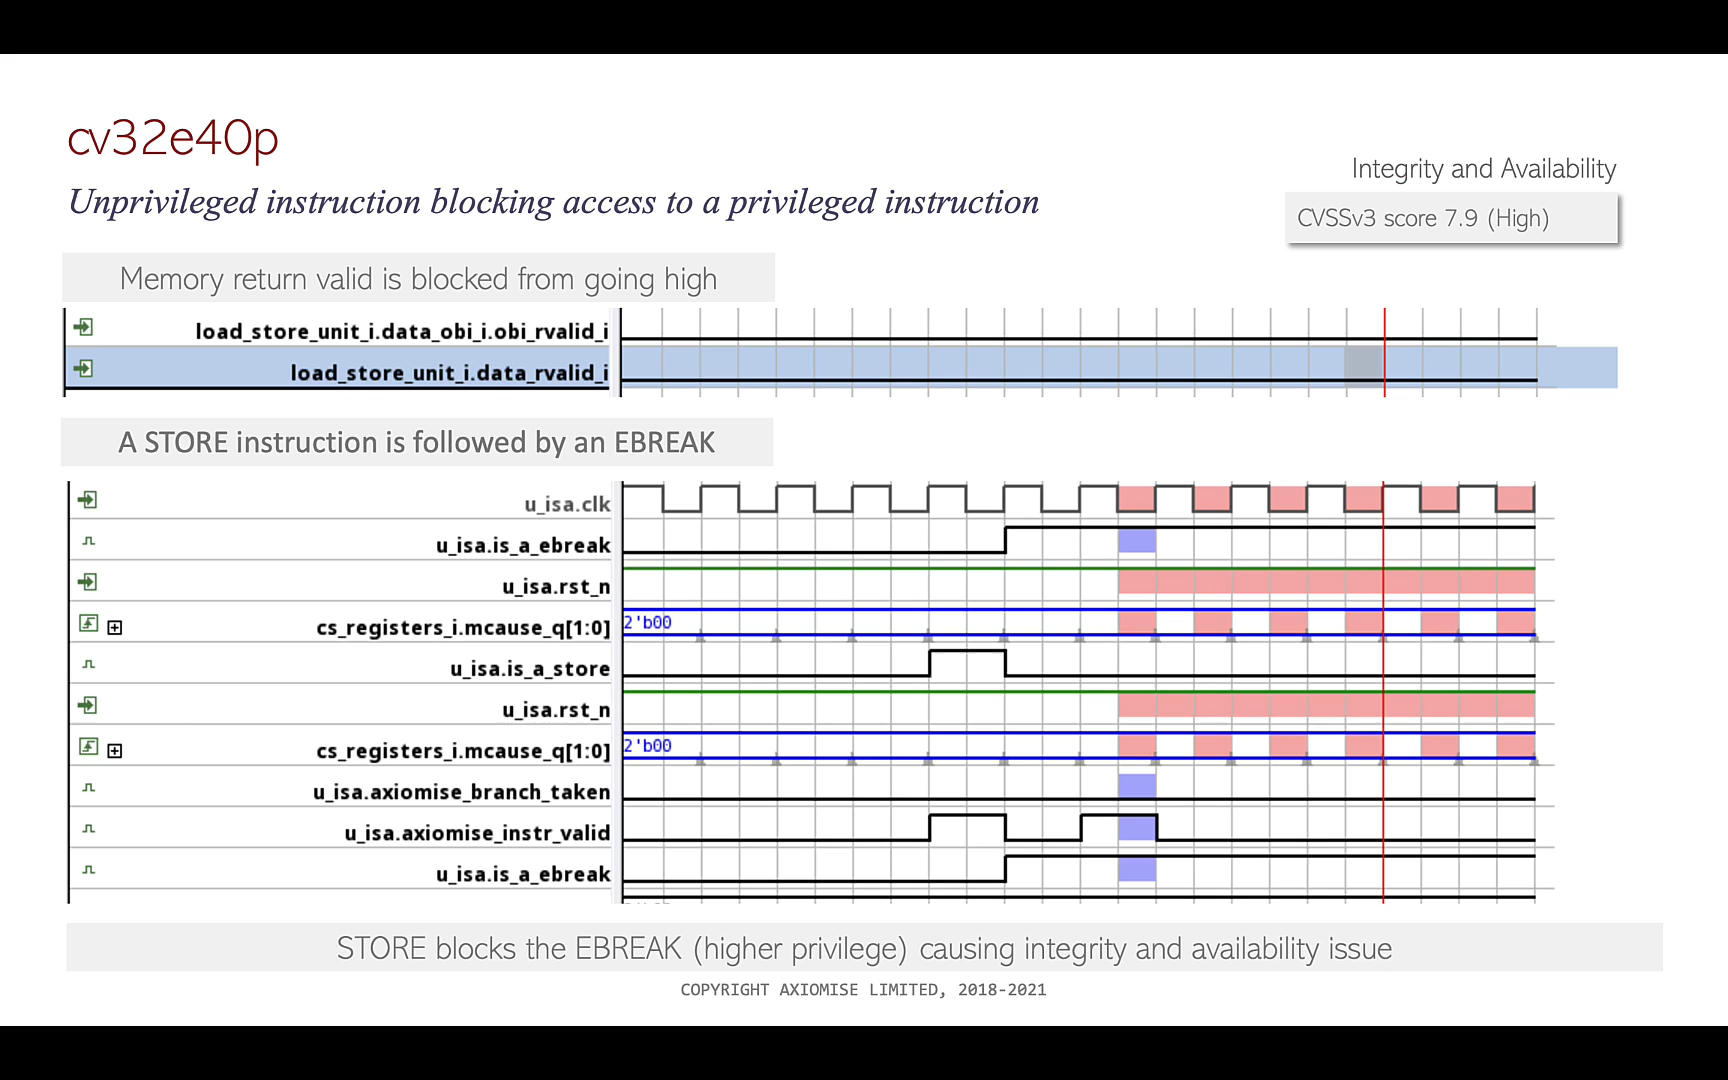 cv32e40p
Unprivileged instruction blocking access to a privileged instruction
Integrity and Availability
CVSSv3 score 7.9 (High)
Memory return valid is blocked from going high
load_store_unit_i.data_obi_i.obi_rvalid_i
load_store_unit_i.data_rvalid_i
A STORE instruction is followed by an EBREAK
u_isa.clk
u_isa.is_a_ebreak
u_isa.rst_n
cs_registers_i.mcause_q[1:0] 2'b00
u_isa.is_a_store
u_isa.rst_n
cs_registers_i.mcause_q[1:0] 2'b00
u_isa.axiomise_branch_taken
u_isa.axiomise_instr_valid
u_isa.is_a_ebreak
STORE blocks the EBREAK (higher privilege) causing integrity and availability issue
COPYRIGHT AXIOMISE LIMITED, 2018-2021